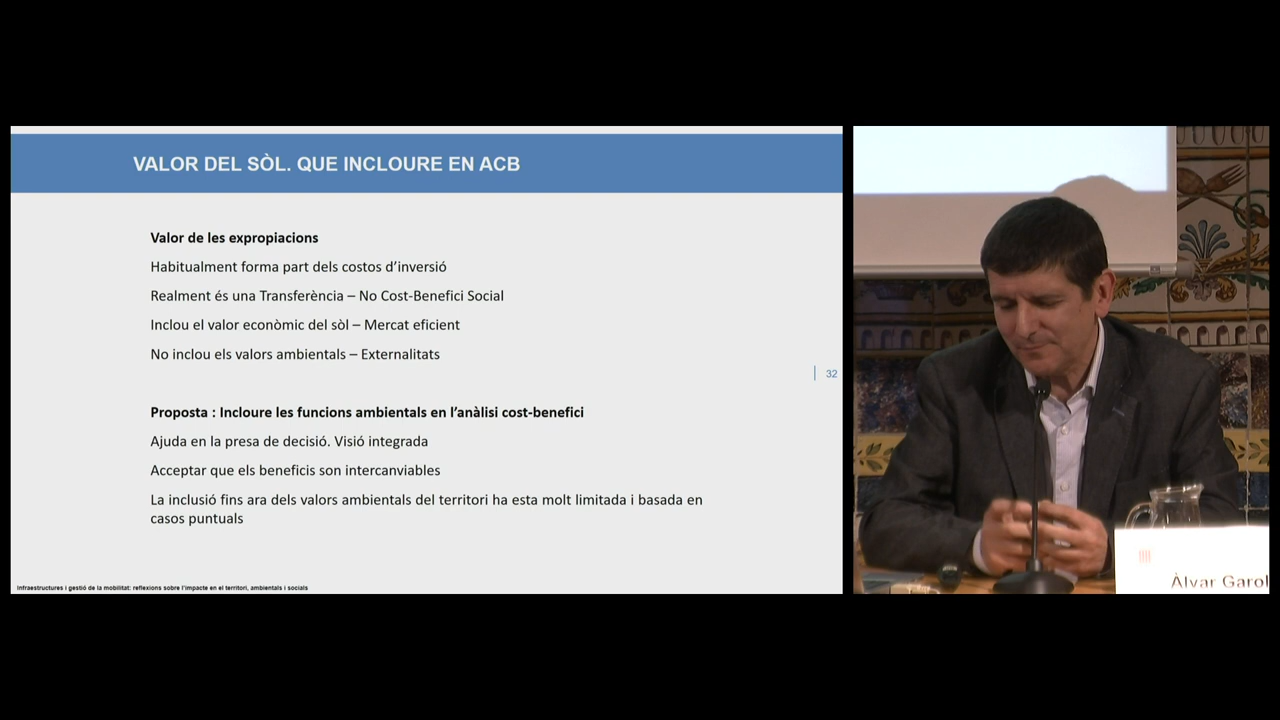 VALOR DEL SÒL. QUE INCLOURE EN ACB
Valor de les expropiacions
Habitualment forma part dels costos d'inversió
Realment és una Transferència – No Cost-Benefici Social
Inclou el valor econòmic del sòl – Mercat eficient
No inclou els valors ambientals – Externalitats
32
Proposta : Incloure les funcions ambientals en l'anàlisi cost-benefici
Ajuda en la presa de decisió. Visió integrada
Acceptar que els beneficis son intercanviables
La inclusió fins ara dels valors ambientals del territori ha esta molt limitada i basada en
casos puntuals
Infraestructures i gestió de la mobilitat: reflexions sobre l'impacte en el territori, ambientals i socials
Àlvar Garol